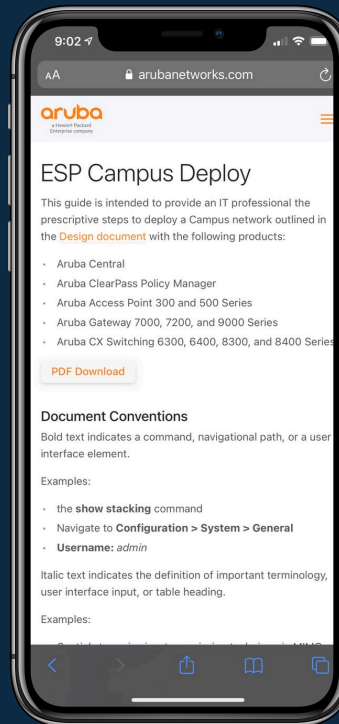 9:02
AA
arubanetworks.com
aruba
a Hewlett Packard
Enterprise company
ESP Campus Deploy
This guide is intended to provide an IT professional the
prescriptive steps to deploy a Campus network outlined in
the Design document with the following products:
· Aruba Central
· Aruba ClearPass Policy Manager
· Aruba Access Point 300 and 500 Series
· Aruba Gateway 7000, 7200, and 9000 Series
· Aruba CX Switching 6300, 6400, 8300, and 8400 Series
PDF Download
Document Conventions
Bold text indicates a command, navigational path, or a user
interface element.
Examples:
· the show stacking command
· Navigate to Configuration > System > General
· Username: admin
Italic text indicates the definition of important terminology,
user interface input, or table heading.
Examples: